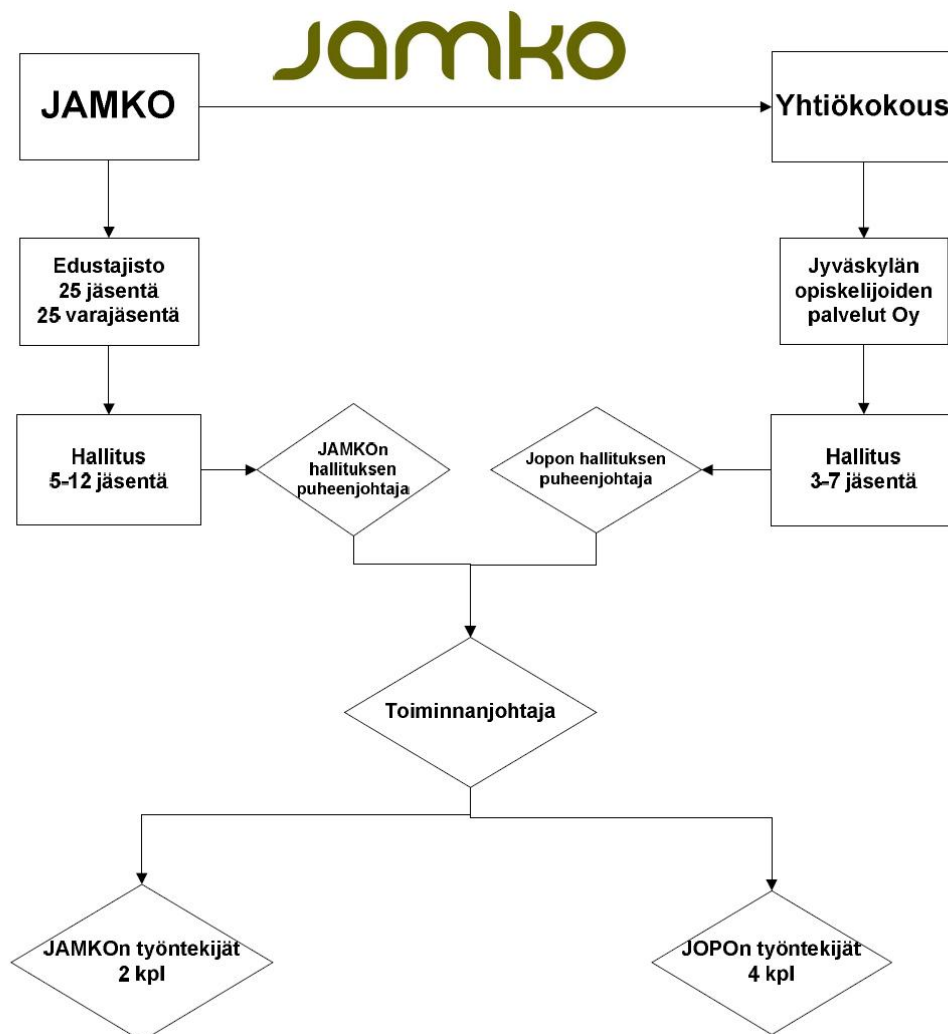 jamko
JAMKO
Yhtiökokous
Edustajisto
25 jäsentä
25 varajäsentä
Jyväskylän
opiskelijoiden
palvelut Oy
Hallitus
5-12 jäsentä
JAMKOn
hallituksen
puheenjohtaja
Jopon hallituksen
puheenjohtaja
Hallitus
3-7 jäsentä
Toiminnanjohtaja
JAMKOn työntekijät
2 kpl
JOPOn työntekijät
4 kpl